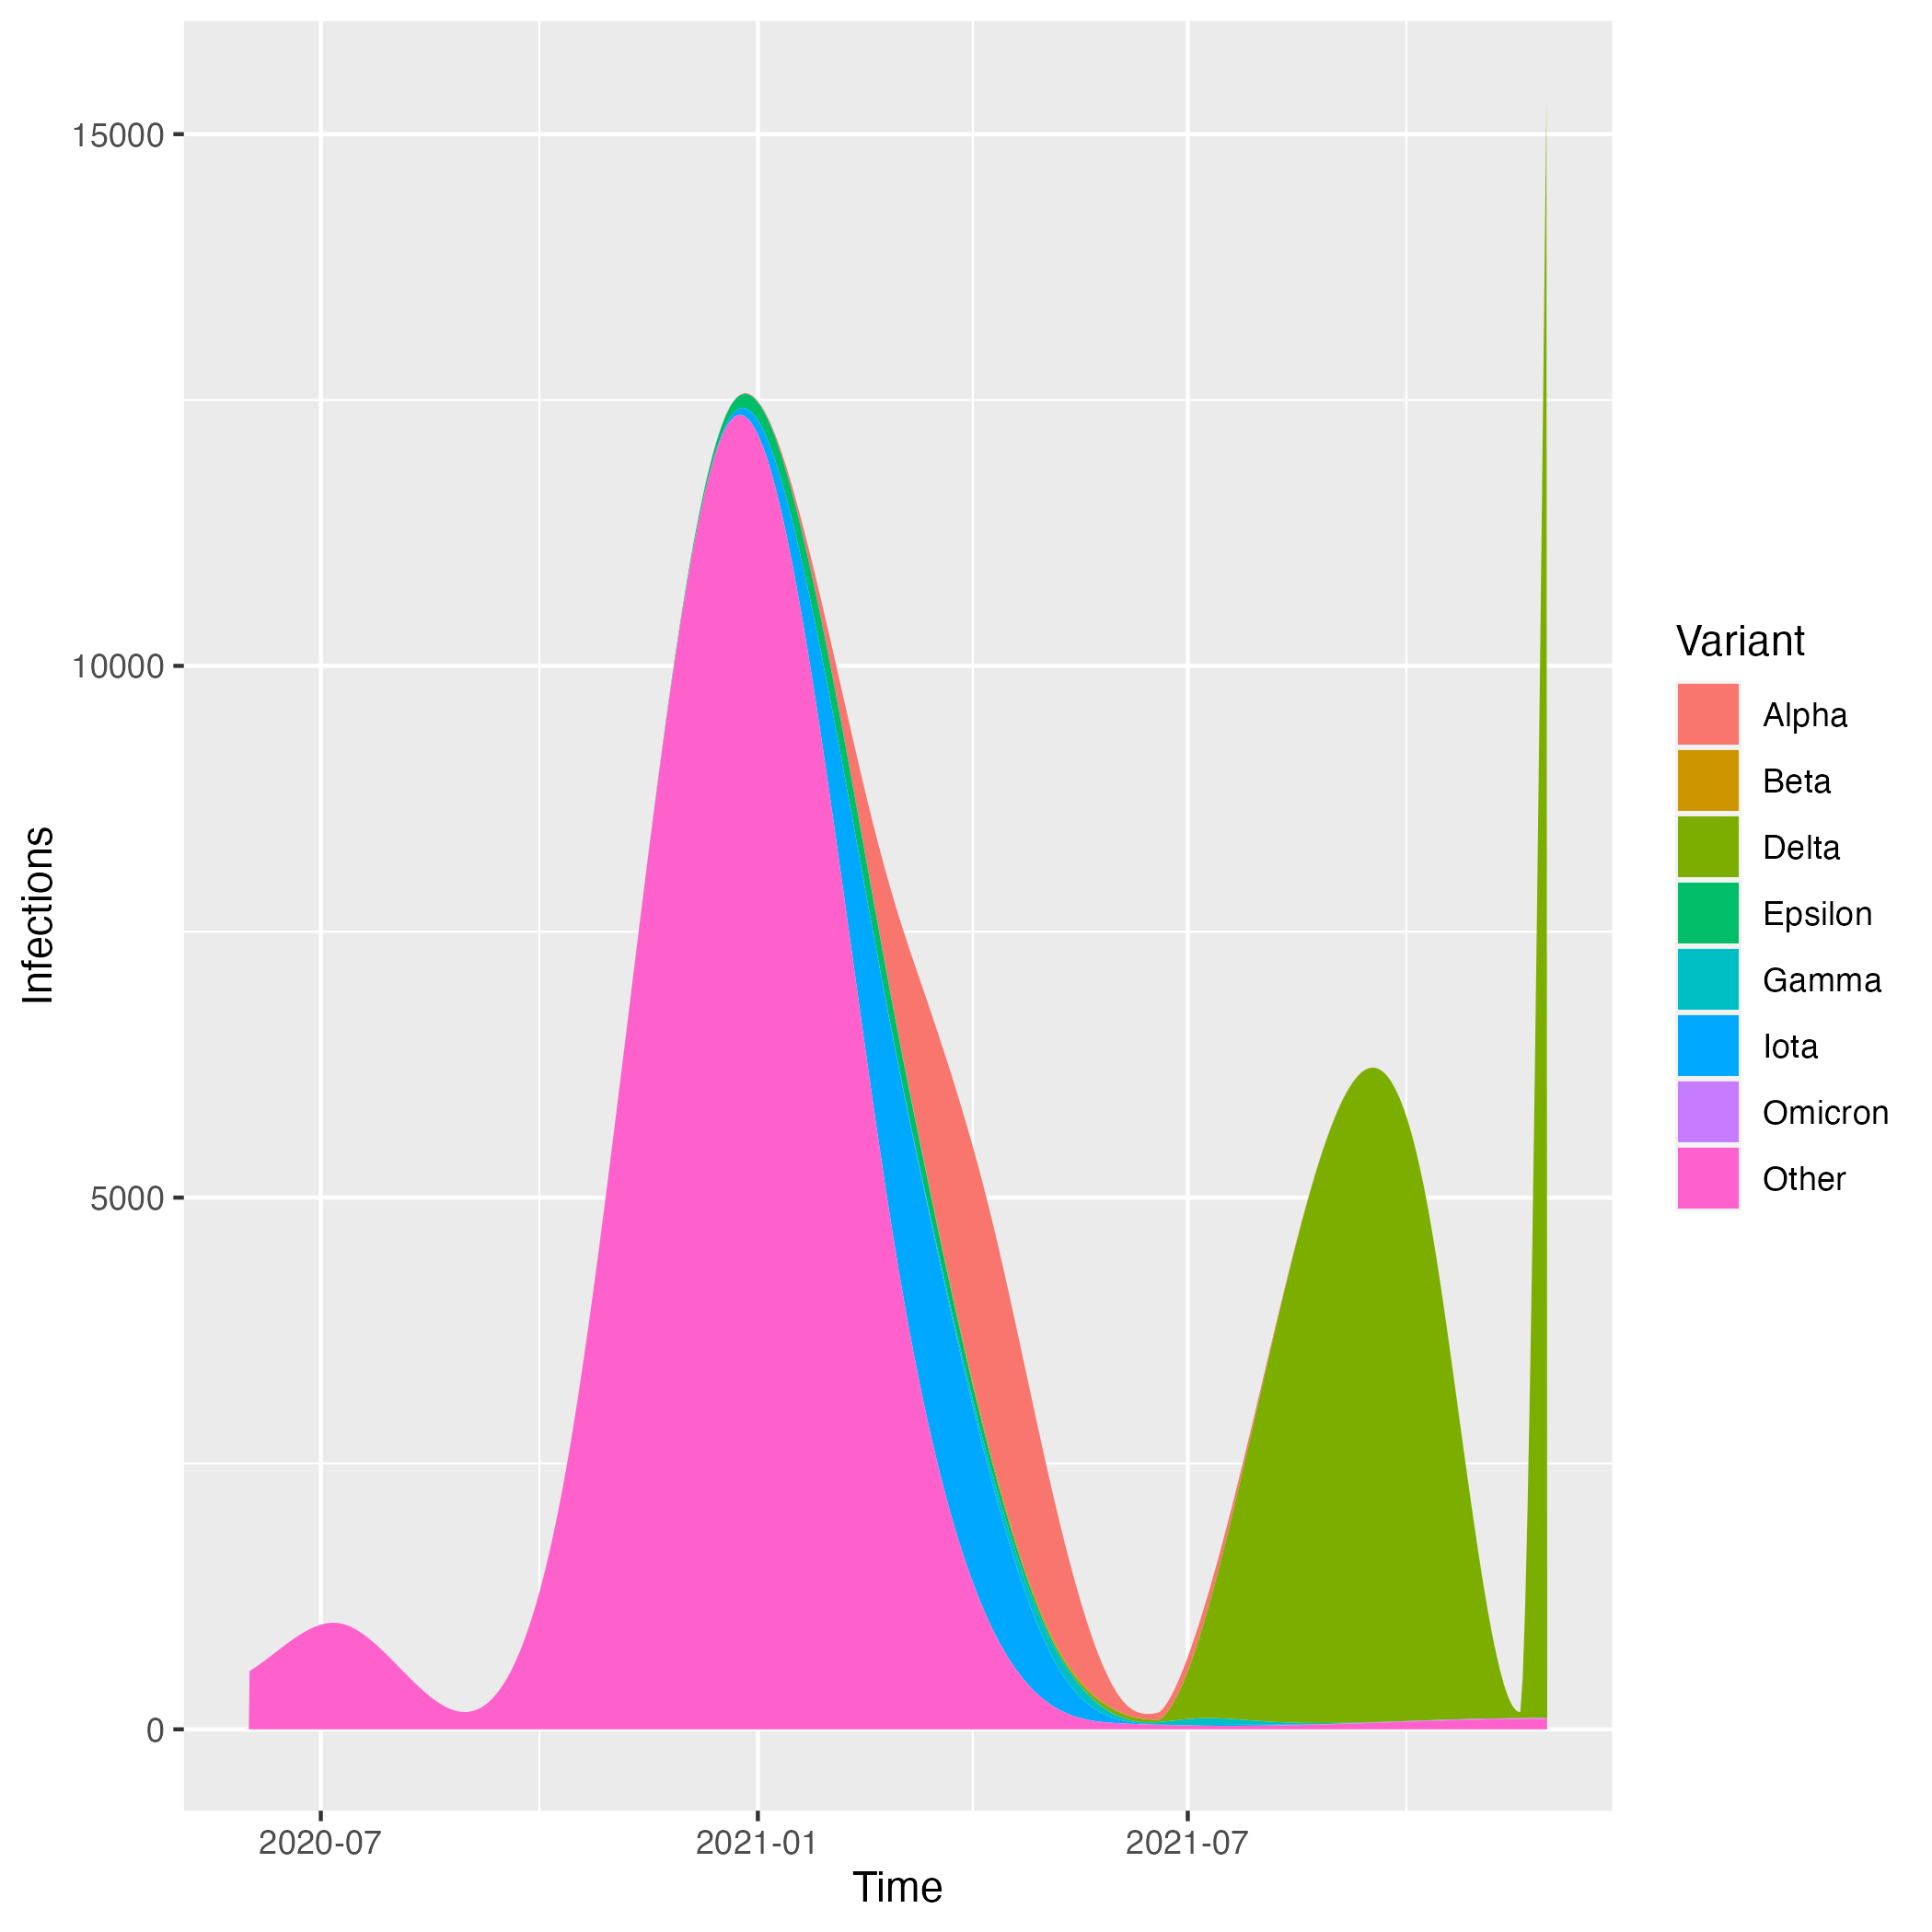 15000
10000
5000
0
Infections
2020-07
2021-01
2021-07
Time
Variant
Alpha
Beta
Delta
Epsilon
Gamma
Iota
Omicron
Other